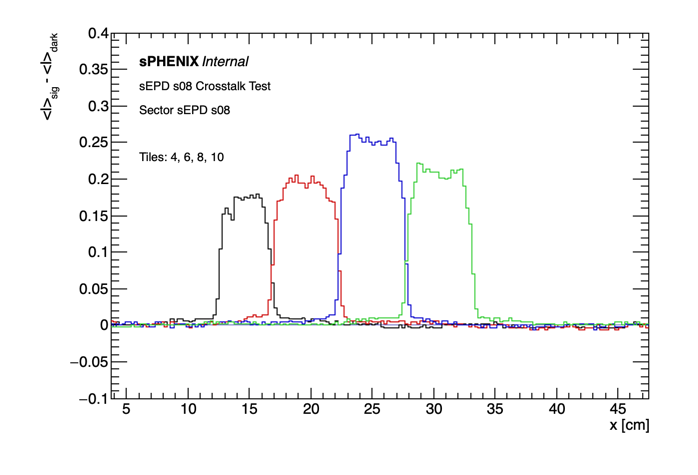 <I>sig - <I>dark
0.4
0.35
0.3
0.25
0.2
0.15
0.1
0.05
0
−0.05
−0.1
sPHENIX Internal
sEPD s08 Crosstalk Test
Sector sEPD s08
Tiles: 4, 6, 8, 10
5 10 15 20 25 30 35 40 45
x [cm]